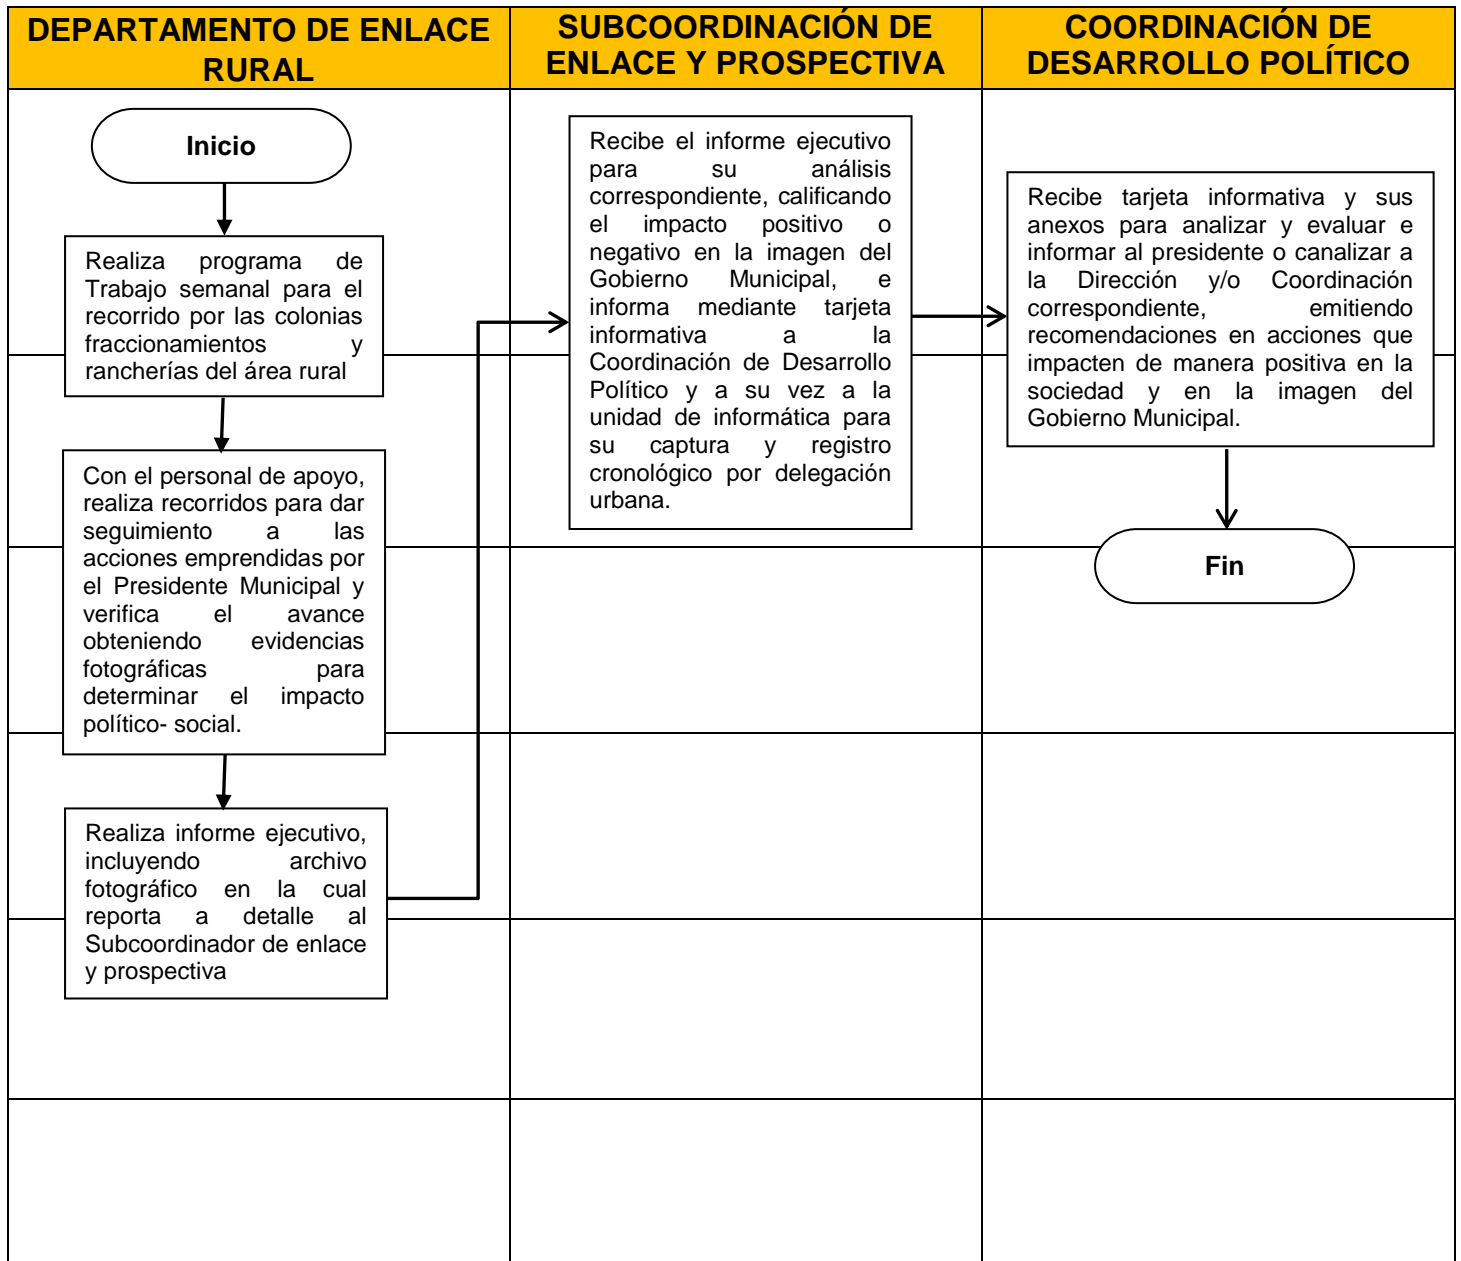 DEPARTAMENTO DE ENLACE
RURAL
SUBCOORDINACIÓN DE
ENLACE Y PROSPECTIVA
COORDINACIÓN DE
DESARROLLO POLÍTICO
Inicio
Realiza programa de
Trabajo semanal para el
recorrido por las colonias
fraccionamientos y
rancherías del área rural
Con el personal de apoyo,
realiza recorridos para dar
seguimiento a las
acciones emprendidas por
el Presidente Municipal y
verifica el avance
obteniendo evidencias
fotográficas para
determinar el impacto
político- social.
Realiza informe ejecutivo,
incluyendo archivo
fotográfico en la cual
reporta a detalle al
Subcoordinador de enlace
y prospectiva
Recibe el informe ejecutivo
para su análisis
correspondiente, calificando
el impacto positivo o
negativo en la imagen del
Gobierno Municipal, e
informa mediante tarjeta
informativa a la
Coordinación de Desarrollo
Político y a su vez a la
unidad de informática para
su captura y registro
cronológico por delegación
urbana.
Recibe tarjeta informativa y sus
anexos para analizar y evaluar e
informar al presidente o canalizar a
la Dirección y/o Coordinación
correspondiente, emitiendo
recomendaciones en acciones que
impacten de manera positiva en la
sociedad y en la imagen del
Gobierno Municipal.
Fin